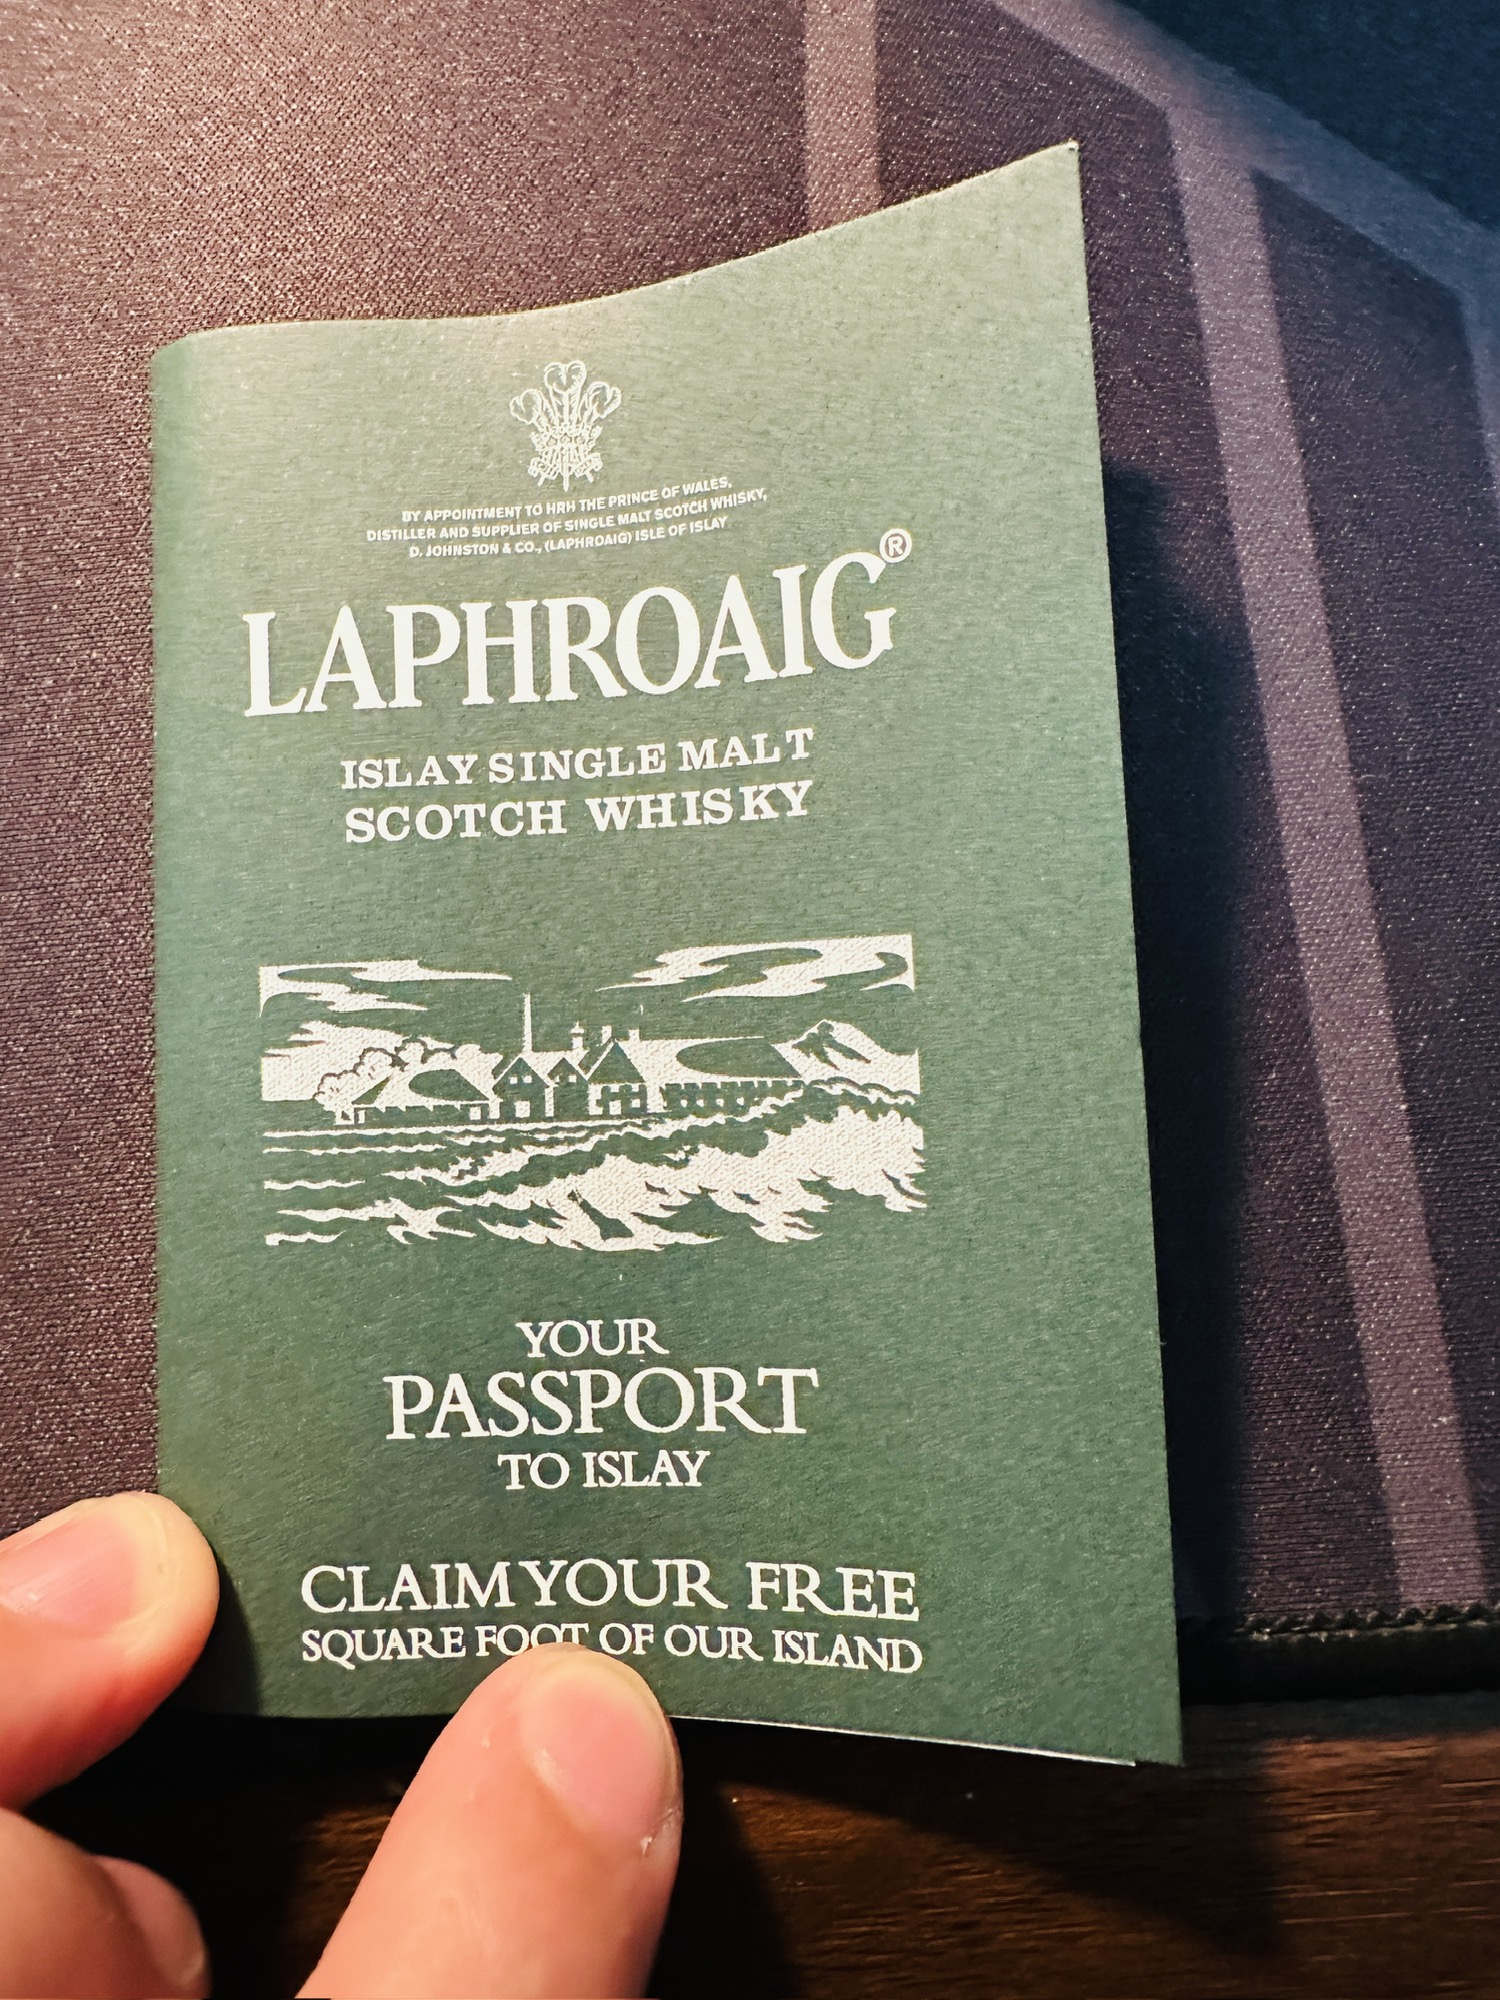 BY APPOINTMENT TO HRH THE PRINCE OF WALES,
DISTILLER AND SUPPLIER OF SINGLE MALT SCOTCH WHISKY,
D. JOHNSTON & CO., (LAPHROAIG) ISLE OF ISLAY
LAPHROAIG®
ISLAY SINGLE MALT
SCOTCH WHISKY
YOUR
PASSPORT
TO ISLAY
CLAIM YOUR FREE
SQUARE FOOT OF OUR ISLAND